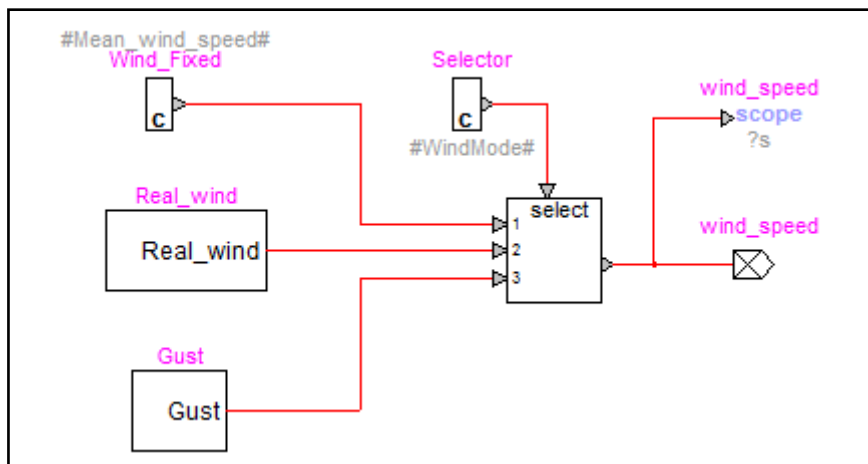 #Mean_wind_speed#
Wind_Fixed
C
Selector
C
#WindMode#
wind_speed
scope
?s
Real_wind
Real_wind
select
1
2
3
wind_speed
Gust
Gust